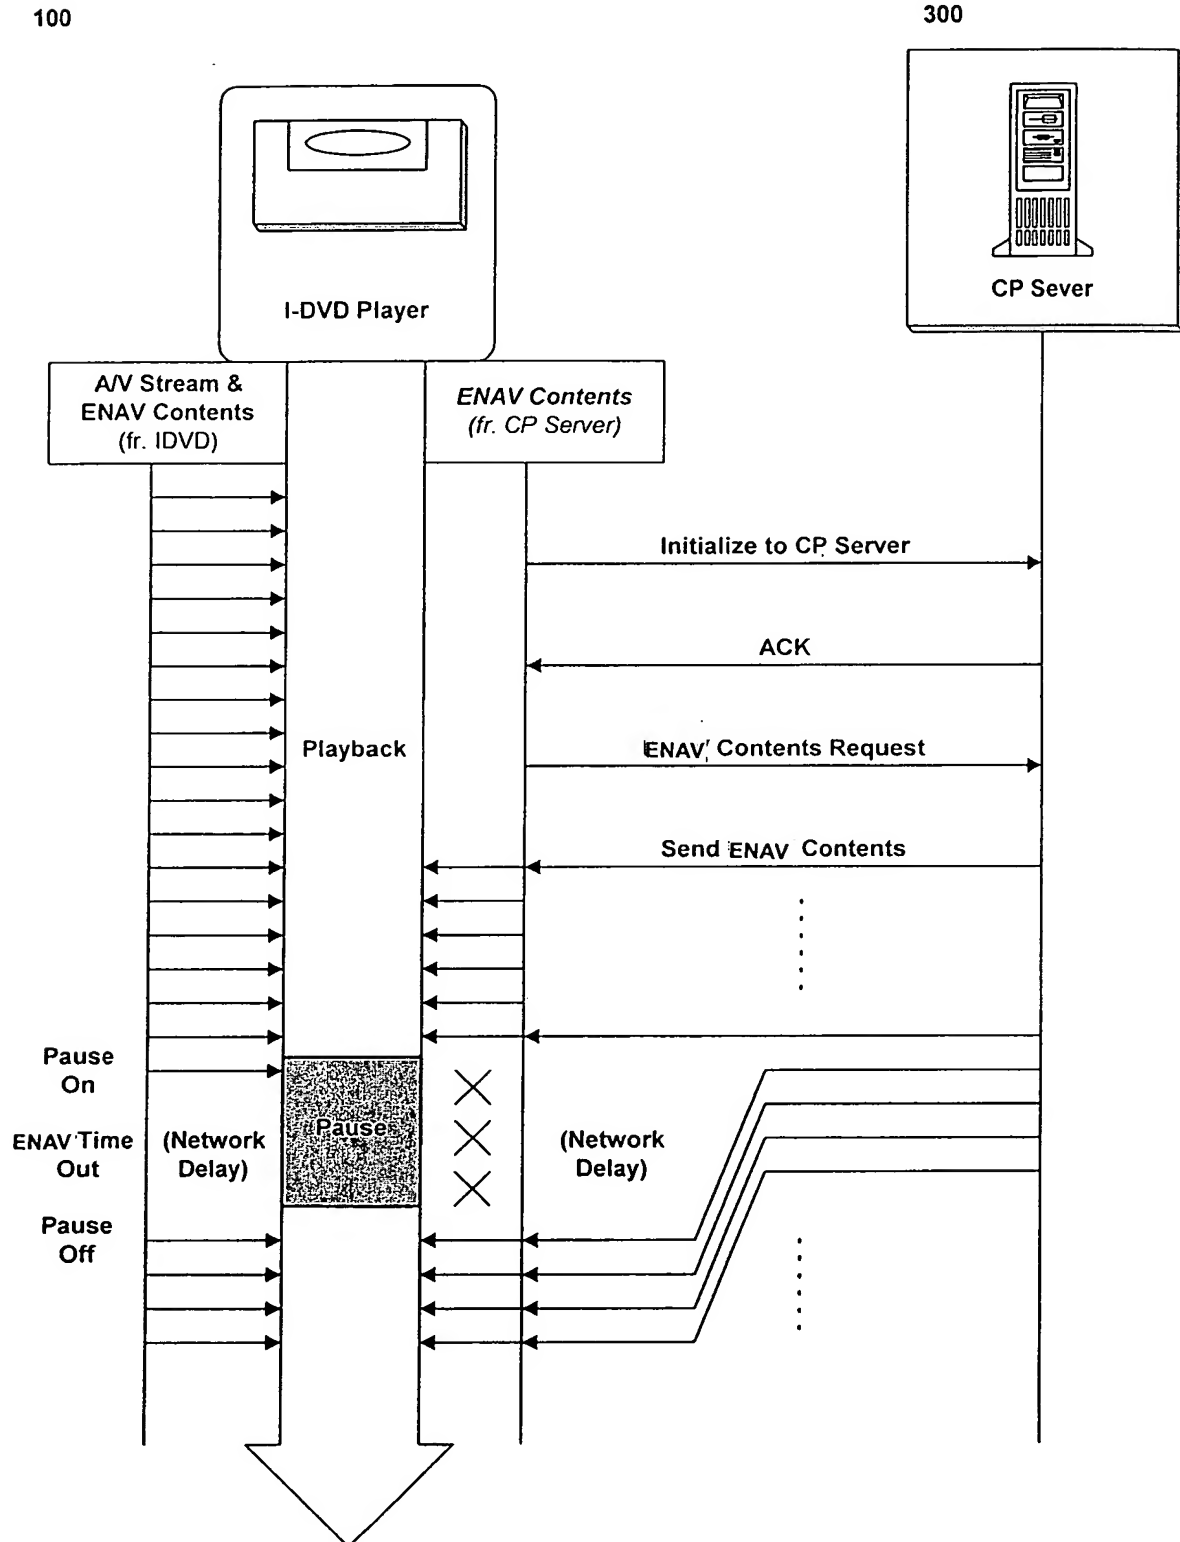 100
300
I-DVD Player
CP Sever
A/V Stream &
ENAV Contents
(fr. IDVD)
ENAV Contents
(fr. CP Server)
Initialize to CP Server
ACK
Playback
ENAV Contents Request
Send ENAV Contents
Pause
On
Pause
ENAV Time
Out
(Network
Delay)
(Network
Delay)
Pause
Off